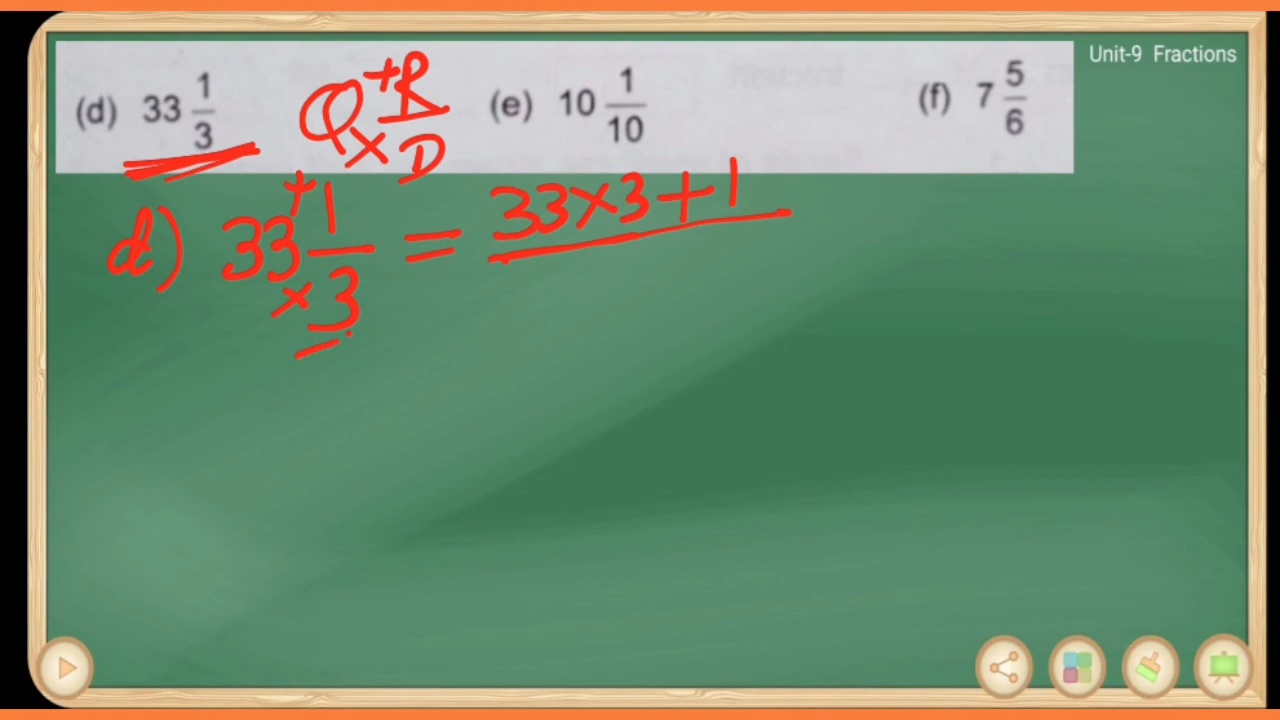 Unit-9 Fractions
(d) 33 1/3 Q + R / × D (e) 10 1/10 (f) 7 5/6
d) 33 + 1 / × 3 = 33×3+1